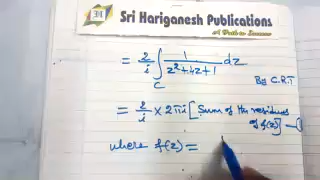 Sri Hariganesh Publications
A Path to Success
= 2/i ∫_C 1/(z²+4z+1) dz
By C.R.T
= 2/i × 2πi [Sum of the residues
of f(z)] — (
where f(z) =